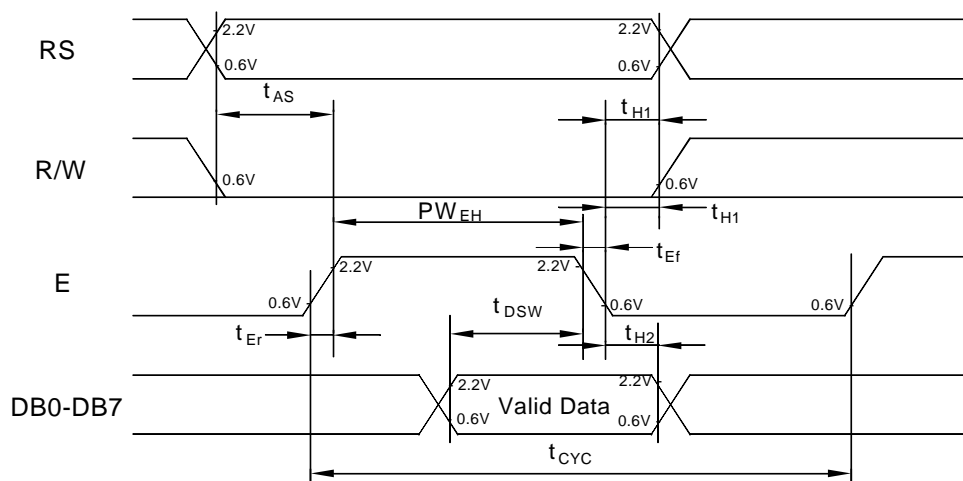 RS
2.2V
2.2V
0.6V
0.6V
tAS
tH1
R/W
0.6V
0.6V
PWEH
tH1
tEf
E
2.2V
2.2V
0.6V
0.6V
0.6V
tDSW
tEr
tH2
DB0-DB7
2.2V
Valid Data
2.2V
0.6V
0.6V
tCYC